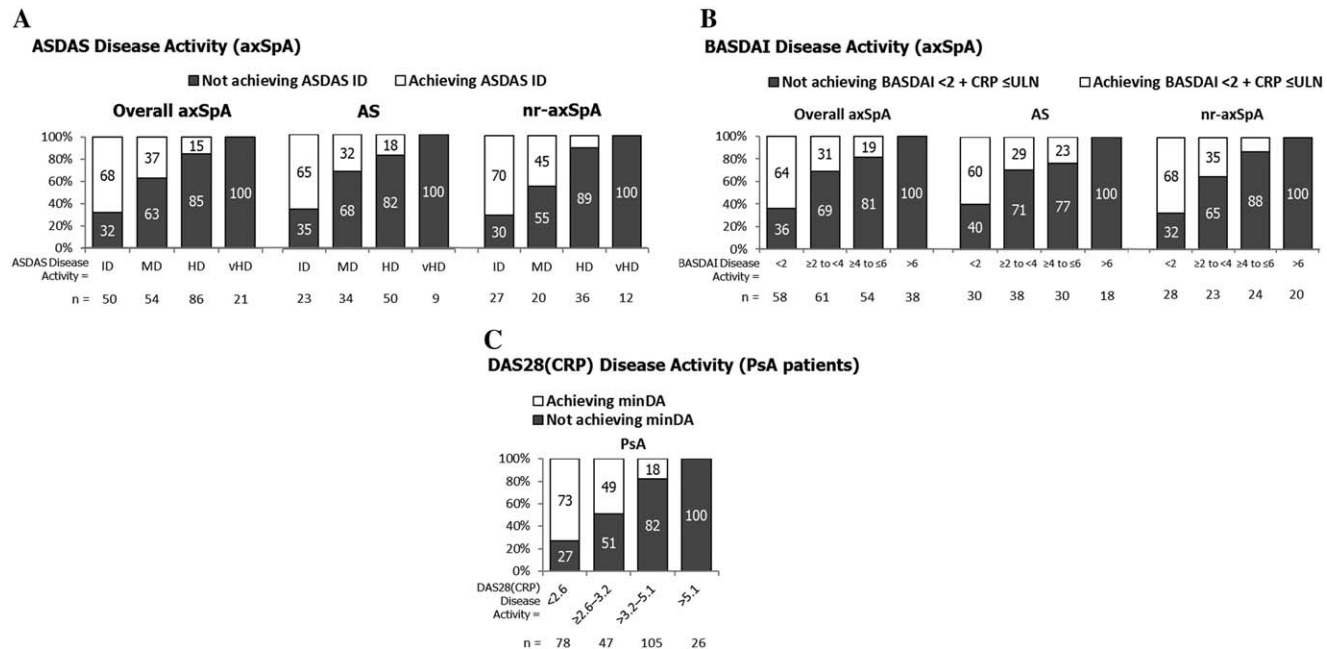 A
ASDAS Disease Activity (axSpA)
Not achieving ASDAS ID Achieving ASDAS ID
Overall axSpA AS nr-axSpA
100%
80%
60%
40%
20%
0%
68 37 15 65 32 18 70 45
32 63 85 100 35 68 82 100 30 55 89 100
ASDAS Disease Activity = ID MD HD vHD ID MD HD vHD ID MD HD vHD
n = 50 54 86 21 23 34 50 9 27 20 36 12
B
BASDAI Disease Activity (axSpA)
Not achieving BASDAI <2 + CRP ≤ULN Achieving BASDAI <2 + CRP ≤ULN
Overall axSpA AS nr-axSpA
100%
80%
60%
40%
20%
0%
64 31 19 60 29 23 68 35
36 69 81 100 40 71 77 100 32 65 88 100
BASDAI Disease Activity = <2 ≥2 to <4 ≥4 to ≤6 >6 <2 ≥2 to <4 ≥4 to ≤6 >6 <2 ≥2 to <4 ≥4 to ≤6 >6
n = 58 61 54 38 30 38 30 18 28 23 24 20
C
DAS28(CRP) Disease Activity (PsA patients)
Achieving minDA
Not achieving minDA
PsA
100%
80%
60%
40%
20%
0%
73 49 18
27 51 82 100
DAS28(CRP)
Disease
Activity =
<2.6 ≥2.6–3.2 >3.2–5.1 >5.1
n = 78 47 105 26